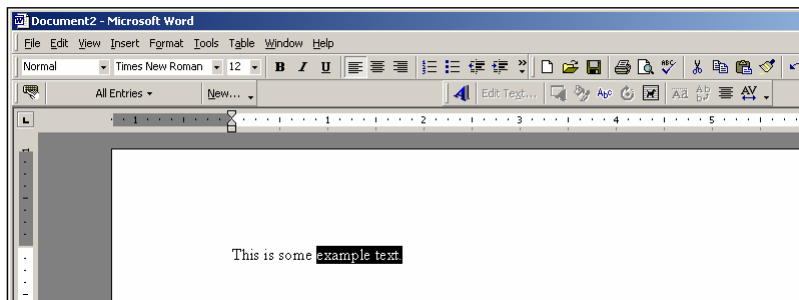 Document2 - Microsoft Word
File Edit View Insert Format Tools Table Window Help
Normal Times New Roman 12 B I U
All Entries New... Edit Text...
1 1 2 3 4 5
This is some example text.